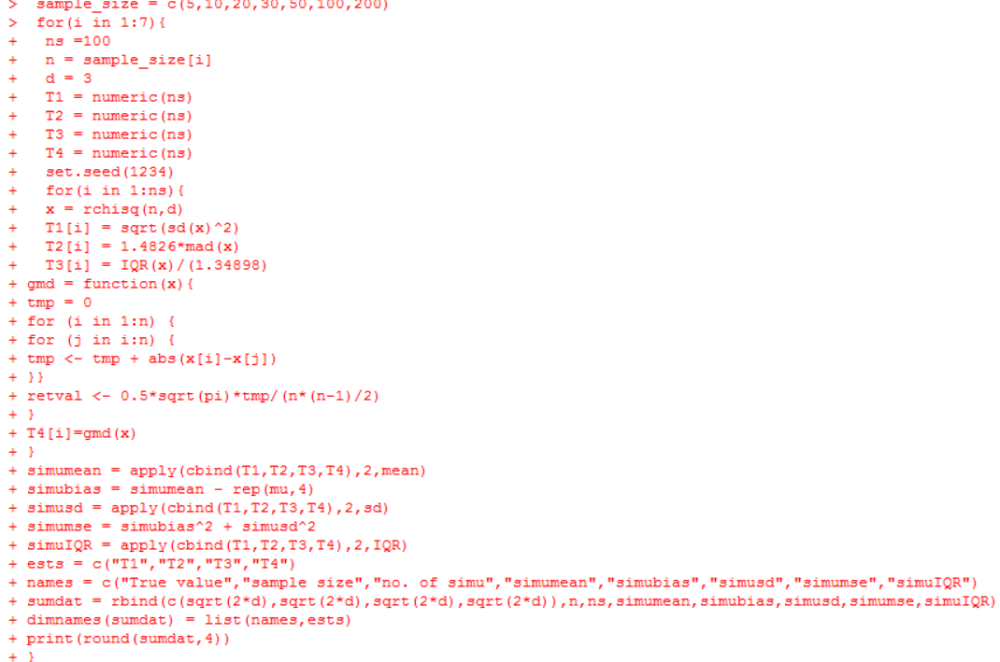 >  sample_size = c(5,10,20,30,50,100,200)
>  for(i in 1:7){
+   ns =100
+   n = sample_size[i]
+   d = 3
+   T1 = numeric(ns)
+   T2 = numeric(ns)
+   T3 = numeric(ns)
+   T4 = numeric(ns)
+   set.seed(1234)
+   for(i in 1:ns){
+   x = rchisq(n,d)
+   T1[i] = sqrt(sd(x)^2)
+   T2[i] = 1.4826*mad(x)
+   T3[i] = IQR(x)/(1.34898)
+ gmd = function(x){
+ tmp = 0
+ for (i in 1:n) {
+ for (j in i:n) {
+ tmp <- tmp + abs(x[i]-x[j])
+ }}
+ retval <- 0.5*sqrt(pi)*tmp/(n*(n-1)/2)
+ }
+ T4[i]=gmd(x)
+ }
+ simumean = apply(cbind(T1,T2,T3,T4),2,mean)
+ simubias = simumean - rep(mu,4)
+ simusd = apply(cbind(T1,T2,T3,T4),2,sd)
+ simumse = simubias^2 + simusd^2
+ simuIQR = apply(cbind(T1,T2,T3,T4),2,IQR)
+ ests = c("T1","T2","T3","T4")
+ names = c("True value","sample size","no. of simu","simumean","simubias","simusd","simumse","simuIQR")
+ sumdat = rbind(c(sqrt(2*d),sqrt(2*d),sqrt(2*d),sqrt(2*d)),n,ns,simumean,simubias,simusd,simumse,simuIQR)
+ dimnames(sumdat) = list(names,ests)
+ print(round(sumdat,4))
+ }